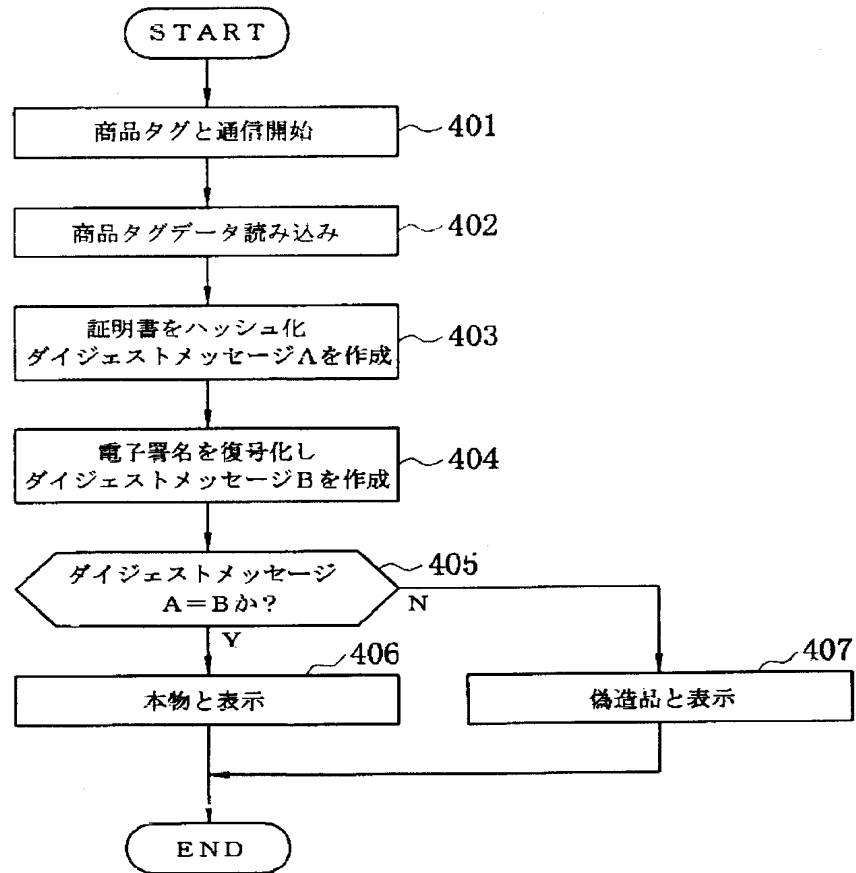 START
商品タグと通信開始
401
商品タグデータ読み込み
402
証明書をハッシュ化
ダイジェストメッセージAを作成
403
電子署名を復号化し
ダイジェストメッセージBを作成
404
ダイジェストメッセージ
A=Bか?
405
N
Y
406
本物と表示
407
偽造品と表示
END